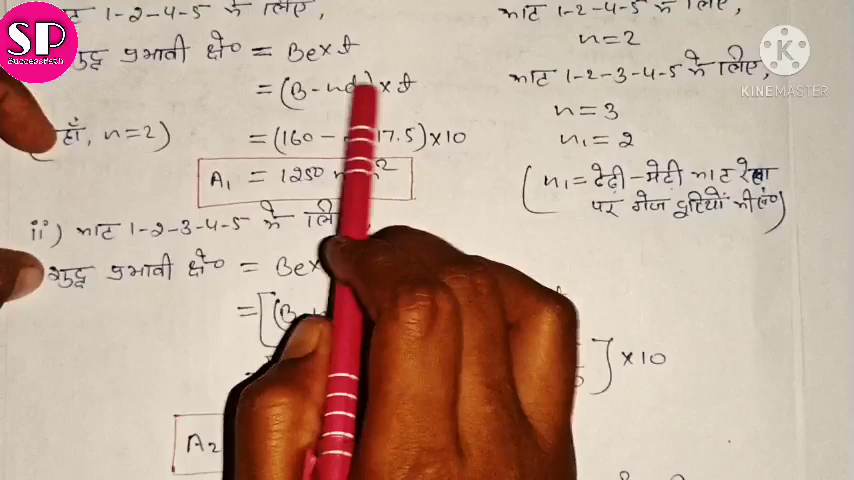 SP
Successertsch
KINEMASTER
काट 1-2-4-5 के लिए,
शुद्ध प्रभावी क्षे० = Be×t
= (B-nd)×t
हाँ, n=2) = (160 - 17.5)×10
A₁ = 1250
ii) काट 1-2-3-4-5 के
शुद्ध प्रभावी क्षे० = Be×
= [(B-
]×10
A₂
काट 1-2-4-5 के लिए,
n=2
काट 1-2-3-4-5 के लिए,
n=3
n₁=2
(n₁=टेढ़ी-मेढ़ी काट रेखा
पर गेज दूरियों की सं०)